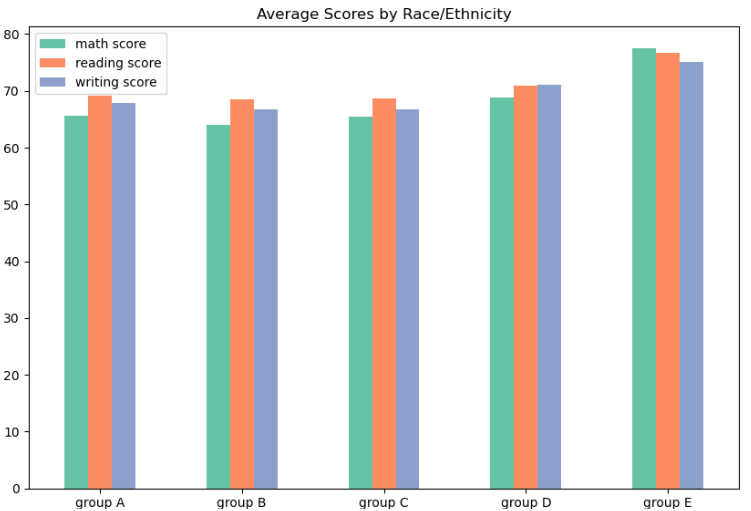 Average Scores by Race/Ethnicity
80
70
60
50
40
30
20
10
0
math score
reading score
writing score
group A
group B
group C
group D
group E